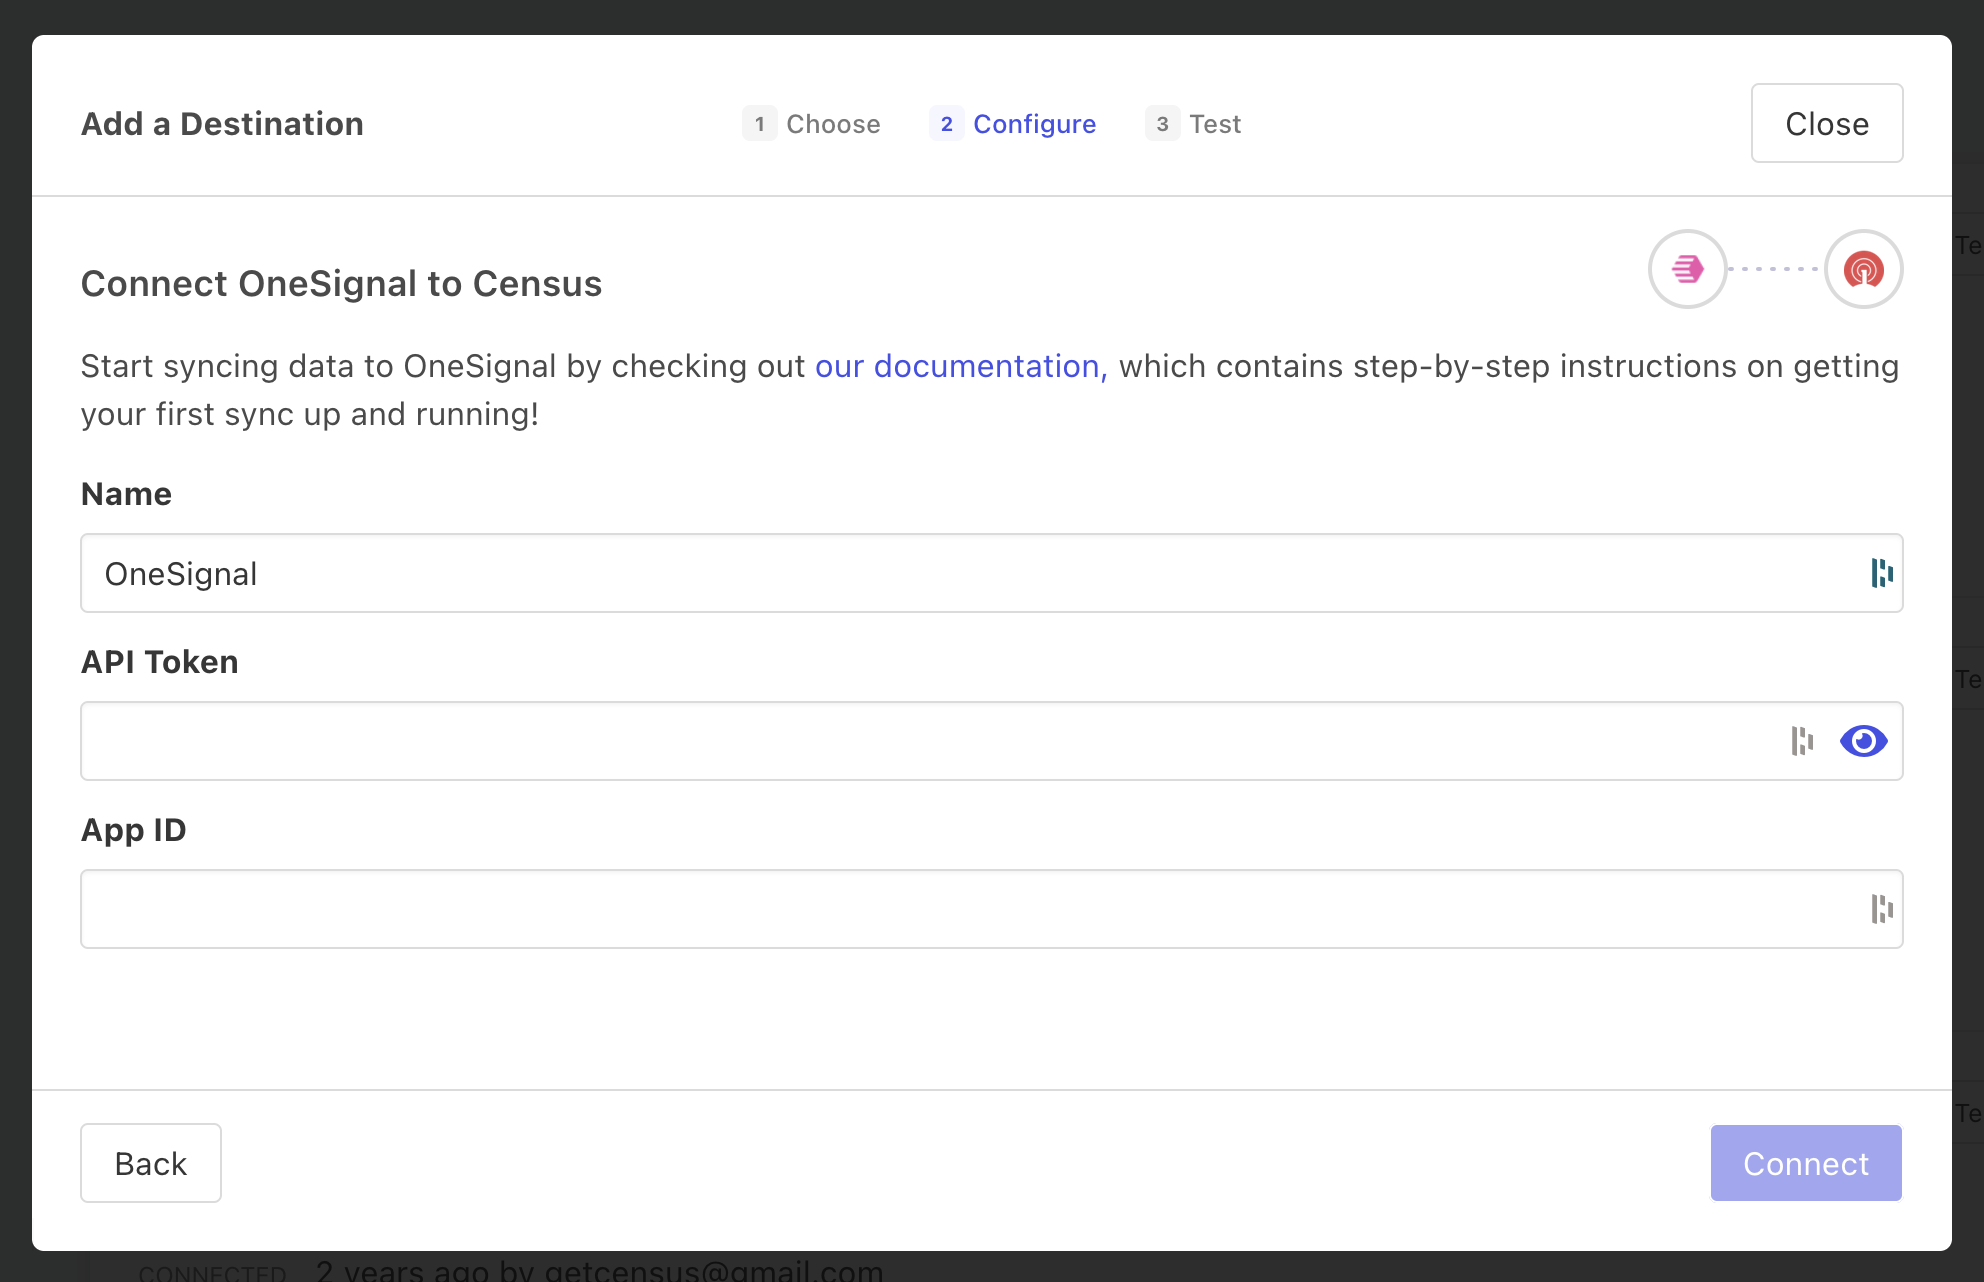 Add a Destination
1 Choose
2 Configure
3 Test
Close
Connect OneSignal to Census
Start syncing data to OneSignal by checking out our documentation, which contains step-by-step instructions on getting
your first sync up and running!
Name
OneSignal
API Token
App ID
Back
Connect
Te
Te
Te
CONNECTED 2 years ago by getcensus@gmail.com